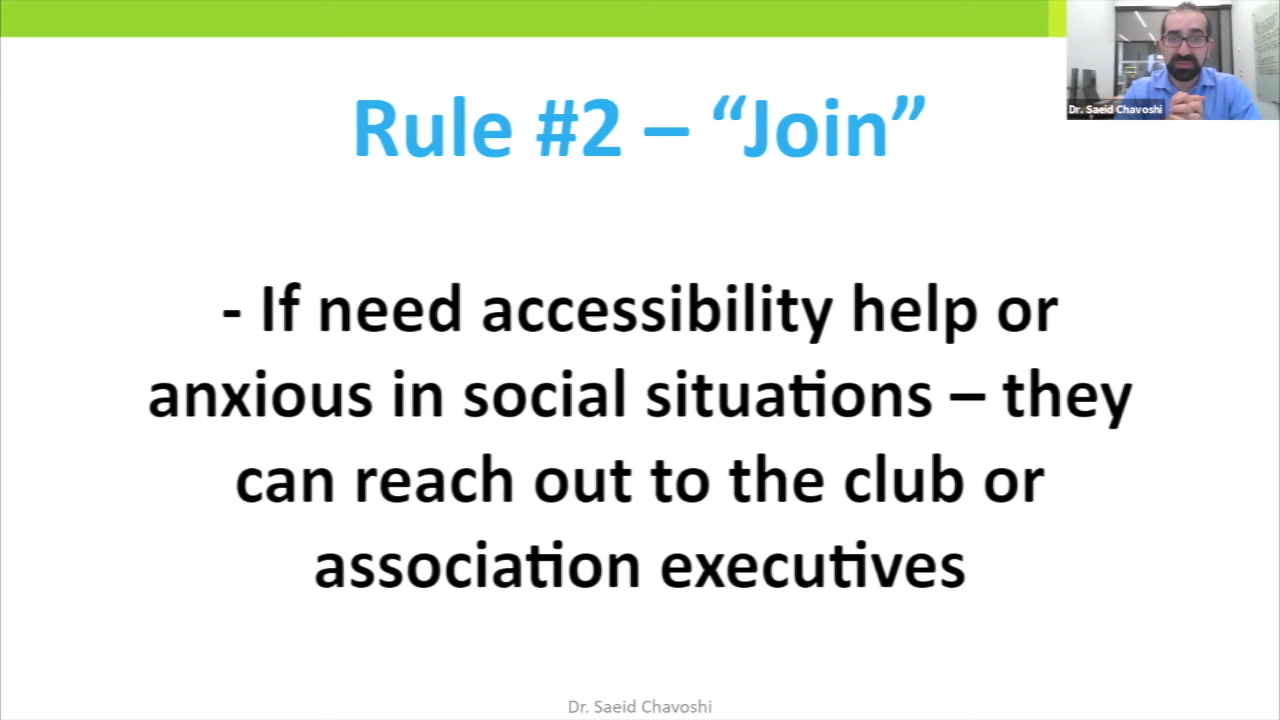 Rule #2 – “Join”
Dr. Saeid Chavoshi
- If need accessibility help or
anxious in social situations – they
can reach out to the club or
association executives
Dr. Saeid Chavoshi